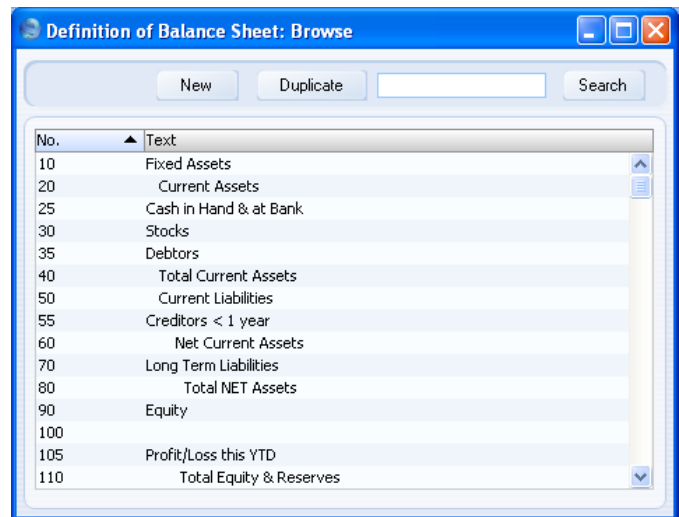 Definition of Balance Sheet: Browse
New Duplicate Search
No. Text
10 Fixed Assets
20 Current Assets
25 Cash in Hand & at Bank
30 Stocks
35 Debtors
40 Total Current Assets
50 Current Liabilities
55 Creditors < 1 year
60 Net Current Assets
70 Long Term Liabilities
80 Total NET Assets
90 Equity
100
105 Profit/Loss this YTD
110 Total Equity & Reserves